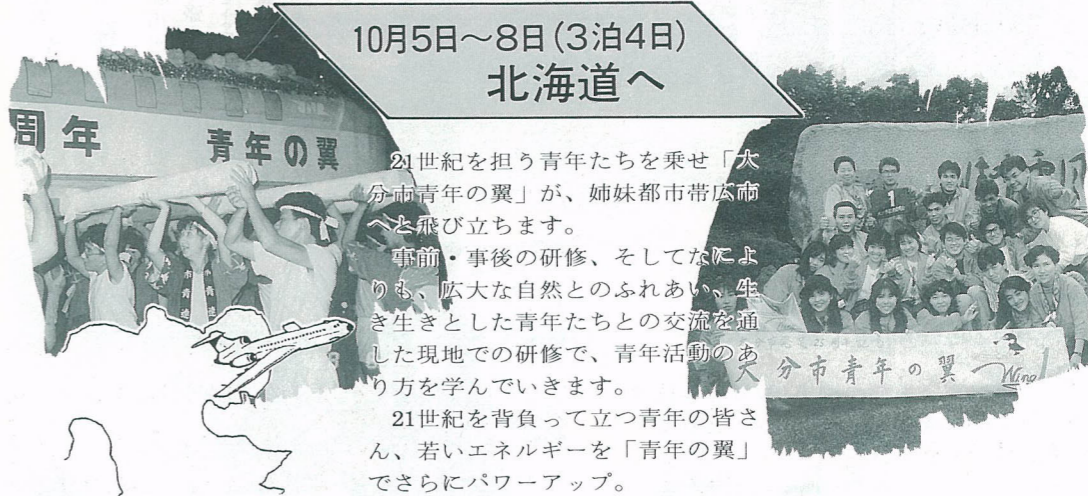 10月5日〜8日(3泊4日)
北海道へ
周年 青年の翼
21世紀を担う青年たちを乗せ「大
分市青年の翼」が、姉妹都市帯広市
へと飛び立ちます。
事前・事後の研修、そしてなによ
りも、広大な自然とのふれあい、生
き生きとした青年たちとの交流を通
した現地での研修で、青年活動のあ
り方を学んでいきます。
21世紀を背負って立つ青年の皆さ
ん、若いエネルギーを「青年の翼」
でさらにパワーアップ。
1
大分市青年の翼
Wing